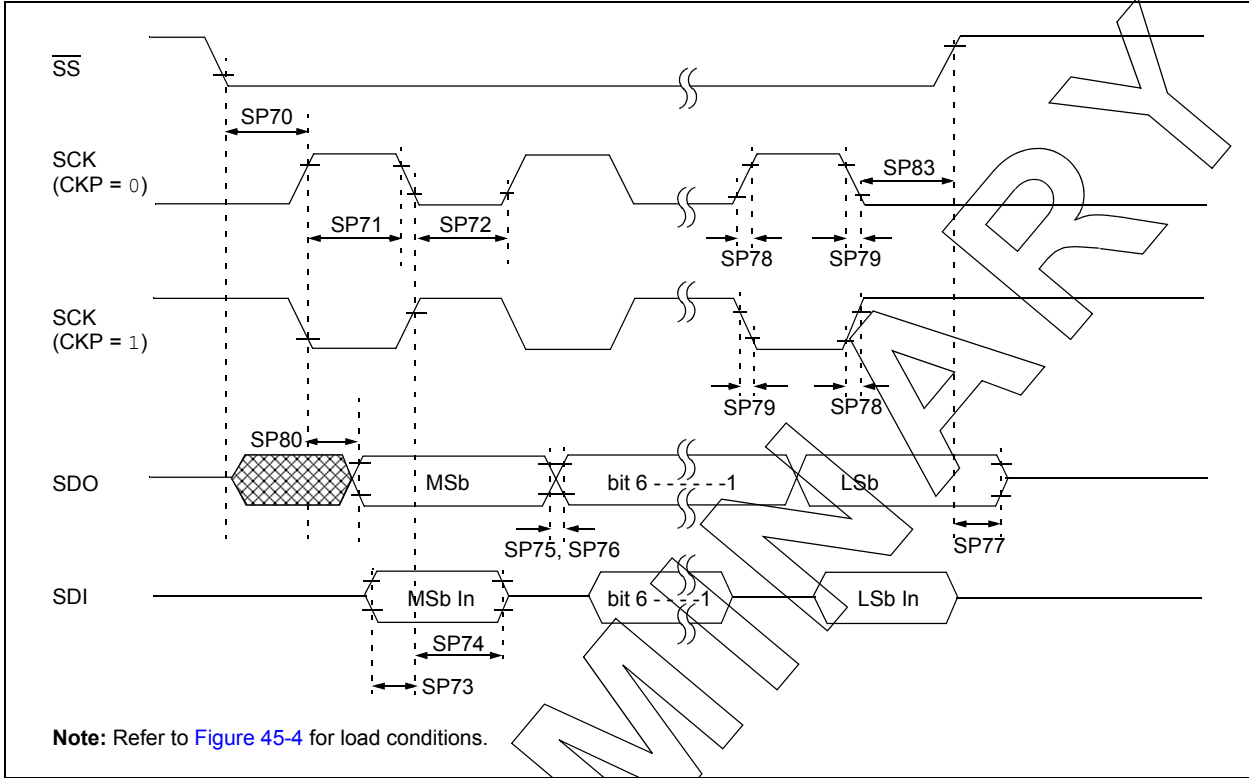 SS
SP70
SCK
(CKP = 0)
SP83
SP71
SP72
SP78
SP79
SCK
(CKP = 1)
SP79
SP78
SP80
SDO
MSb
bit 6 - - - - - -1
LSb
SP75, SP76
SP77
SDI
MSb In
bit 6 - - - - -1
LSb In
SP74
SP73
Note: Refer to Figure 45-4 for load conditions.
MINARY